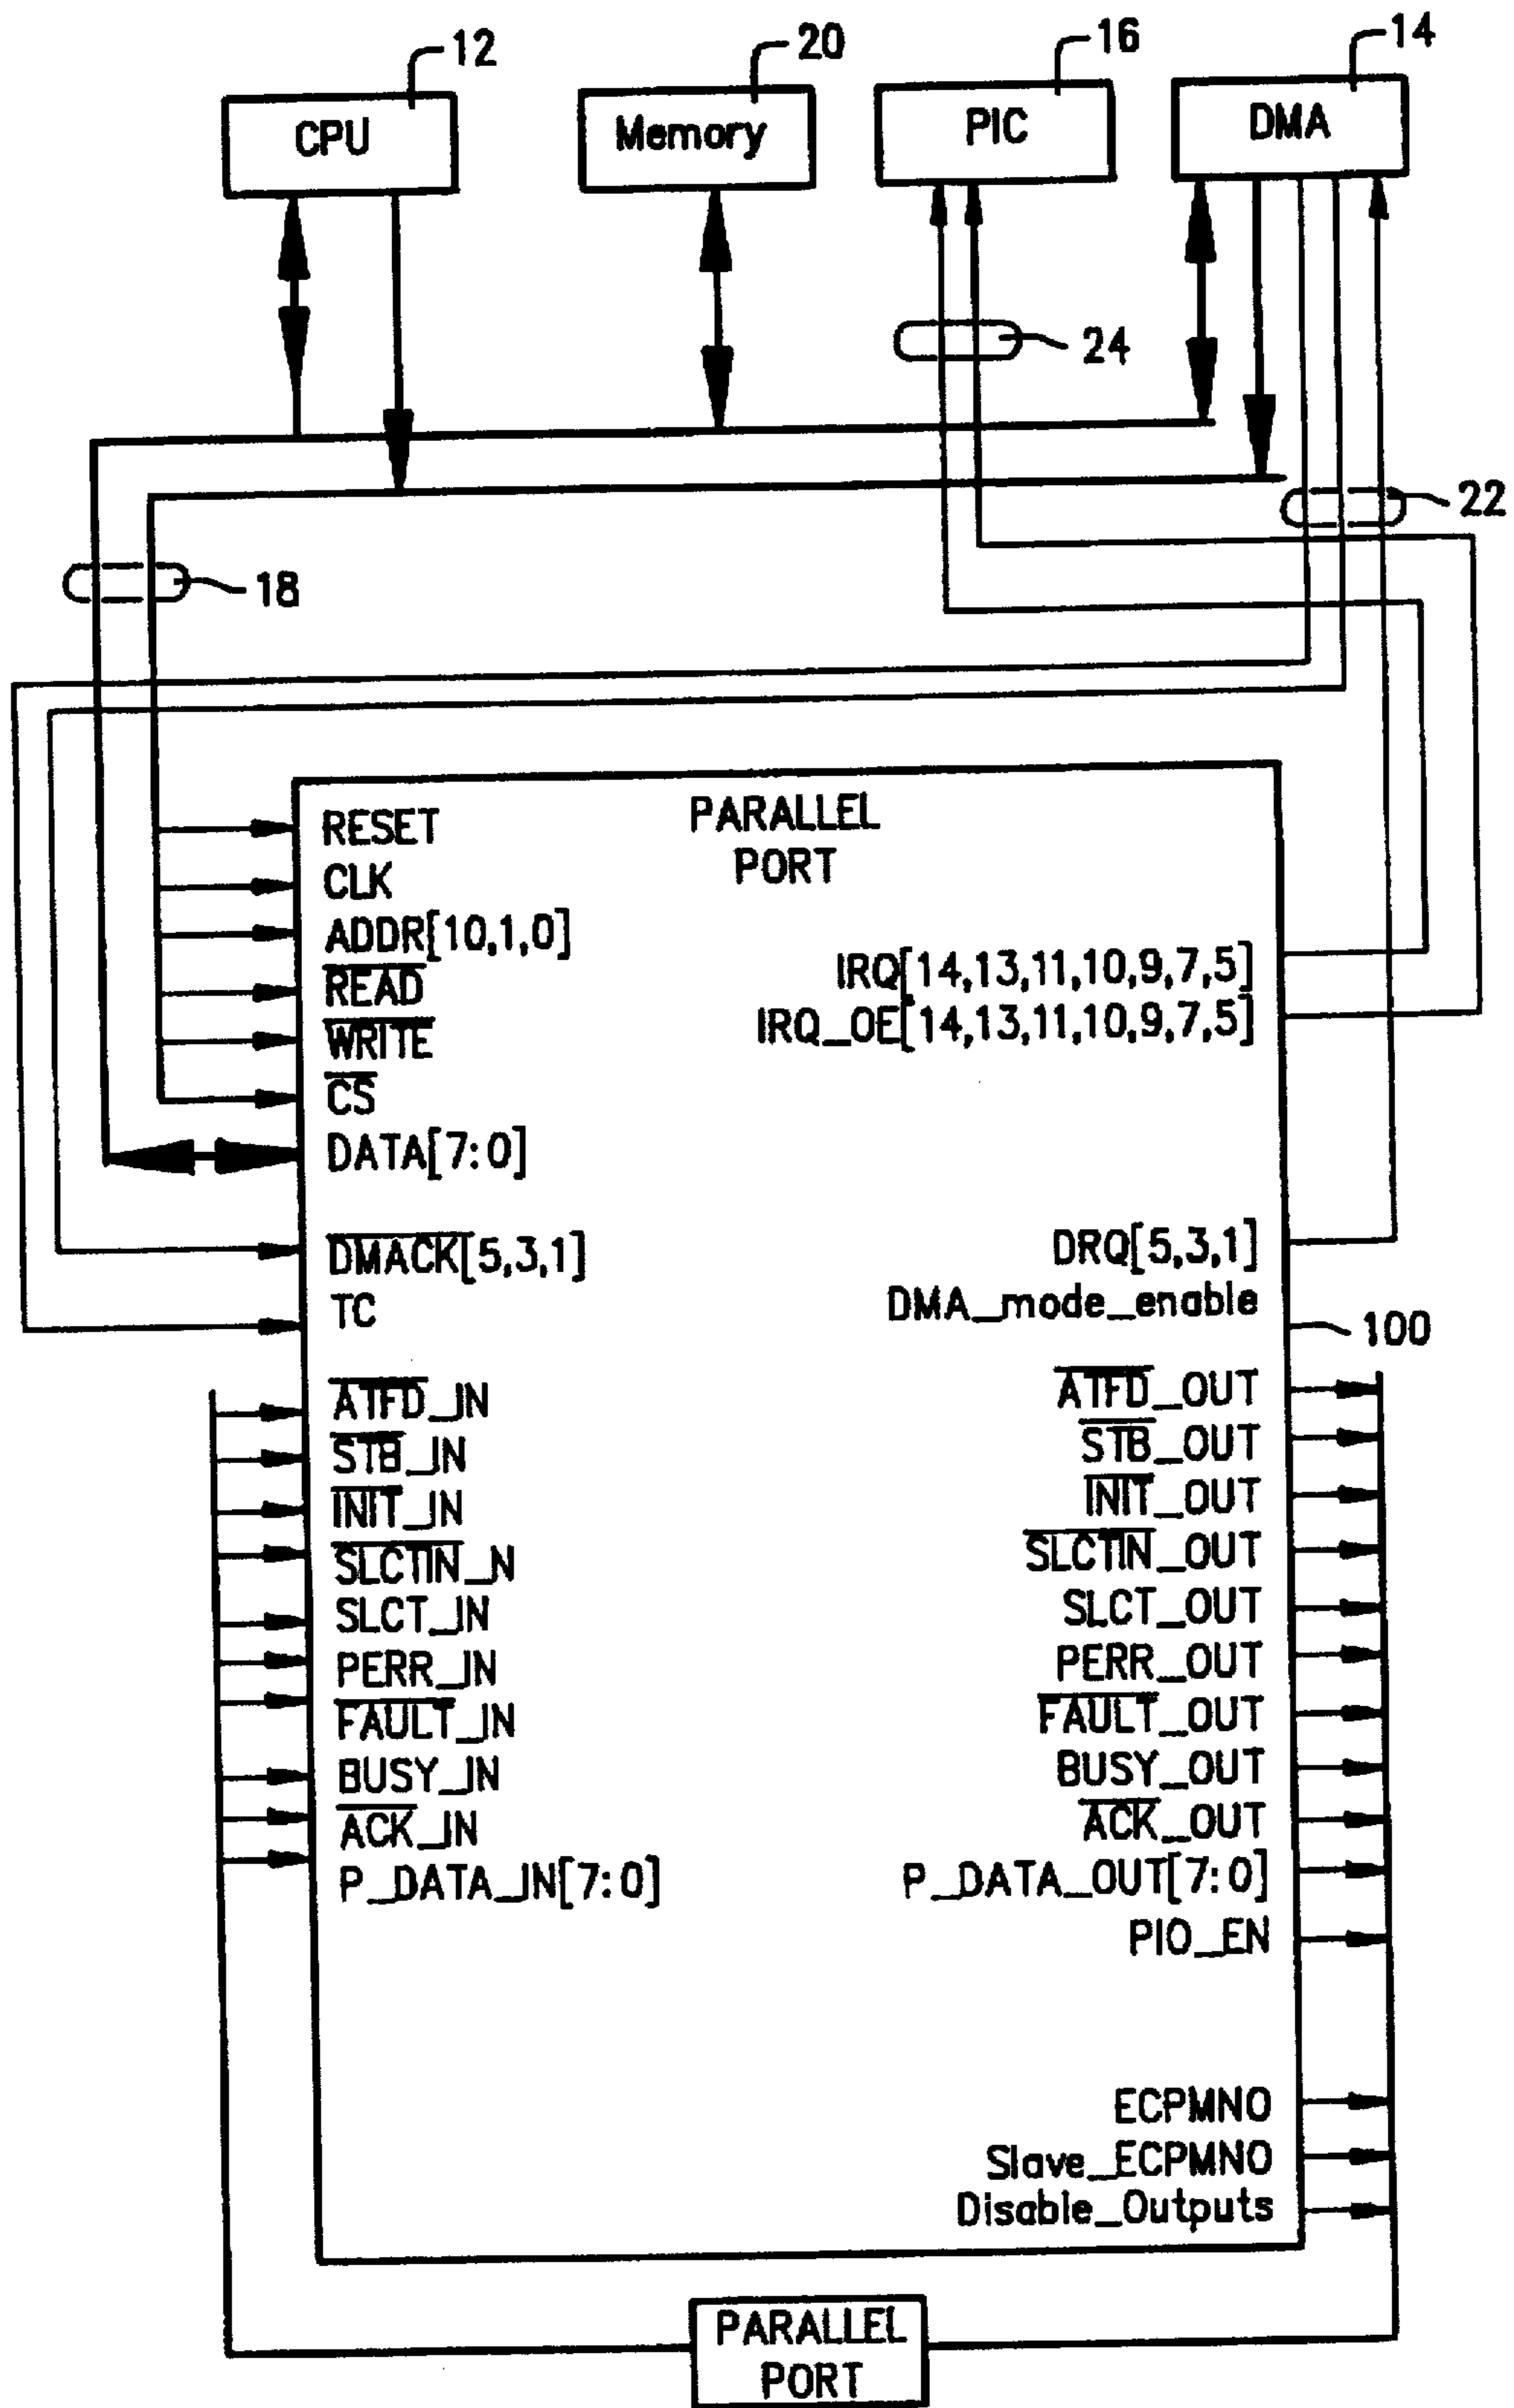 12
20
16
14
CPU
Memory
PIC
DMA
24
22
18
PARALLEL
PORT
RESET
CLK
ADDR[10,1,0]
READ
WRITE
CS
DATA[7:0]
DMACK[5,3,1]
TC
ATFD_IN
STB_IN
INIT_IN
SLCTIN_N
SLCT_IN
PERR_IN
FAULT_IN
BUSY_IN
ACK_IN
P_DATA_IN[7:0]
IRQ[14,13,11,10,9,7,5]
IRQ_OE[14,13,11,10,9,7,5]
DRQ[5,3,1]
DMA_mode_enable
100
ATFD_OUT
STB_OUT
INIT_OUT
SLCTIN_OUT
SLCT_OUT
PERR_OUT
FAULT_OUT
BUSY_OUT
ACK_OUT
P_DATA_OUT[7:0]
PIO_EN
ECPMNO
Slave_ECPMNO
Disable_Outputs
PARALLEL
PORT